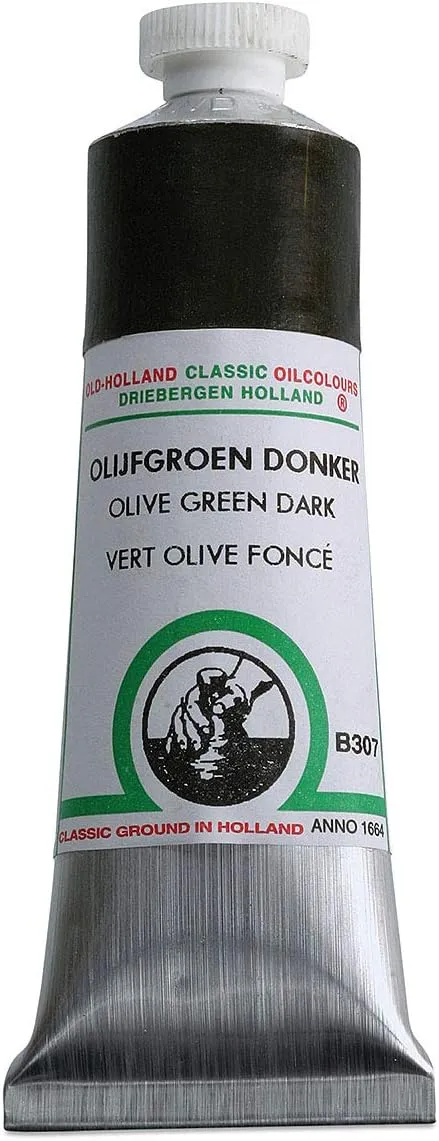 OLD-HOLLAND CLASSIC OILCOLOURS
DRIEBERGEN HOLLAND ®
OLIJFGROEN DONKER
OLIVE GREEN DARK
VERT OLIVE FONCÉ
B307
CLASSIC GROUND IN HOLLAND ANNO 1664